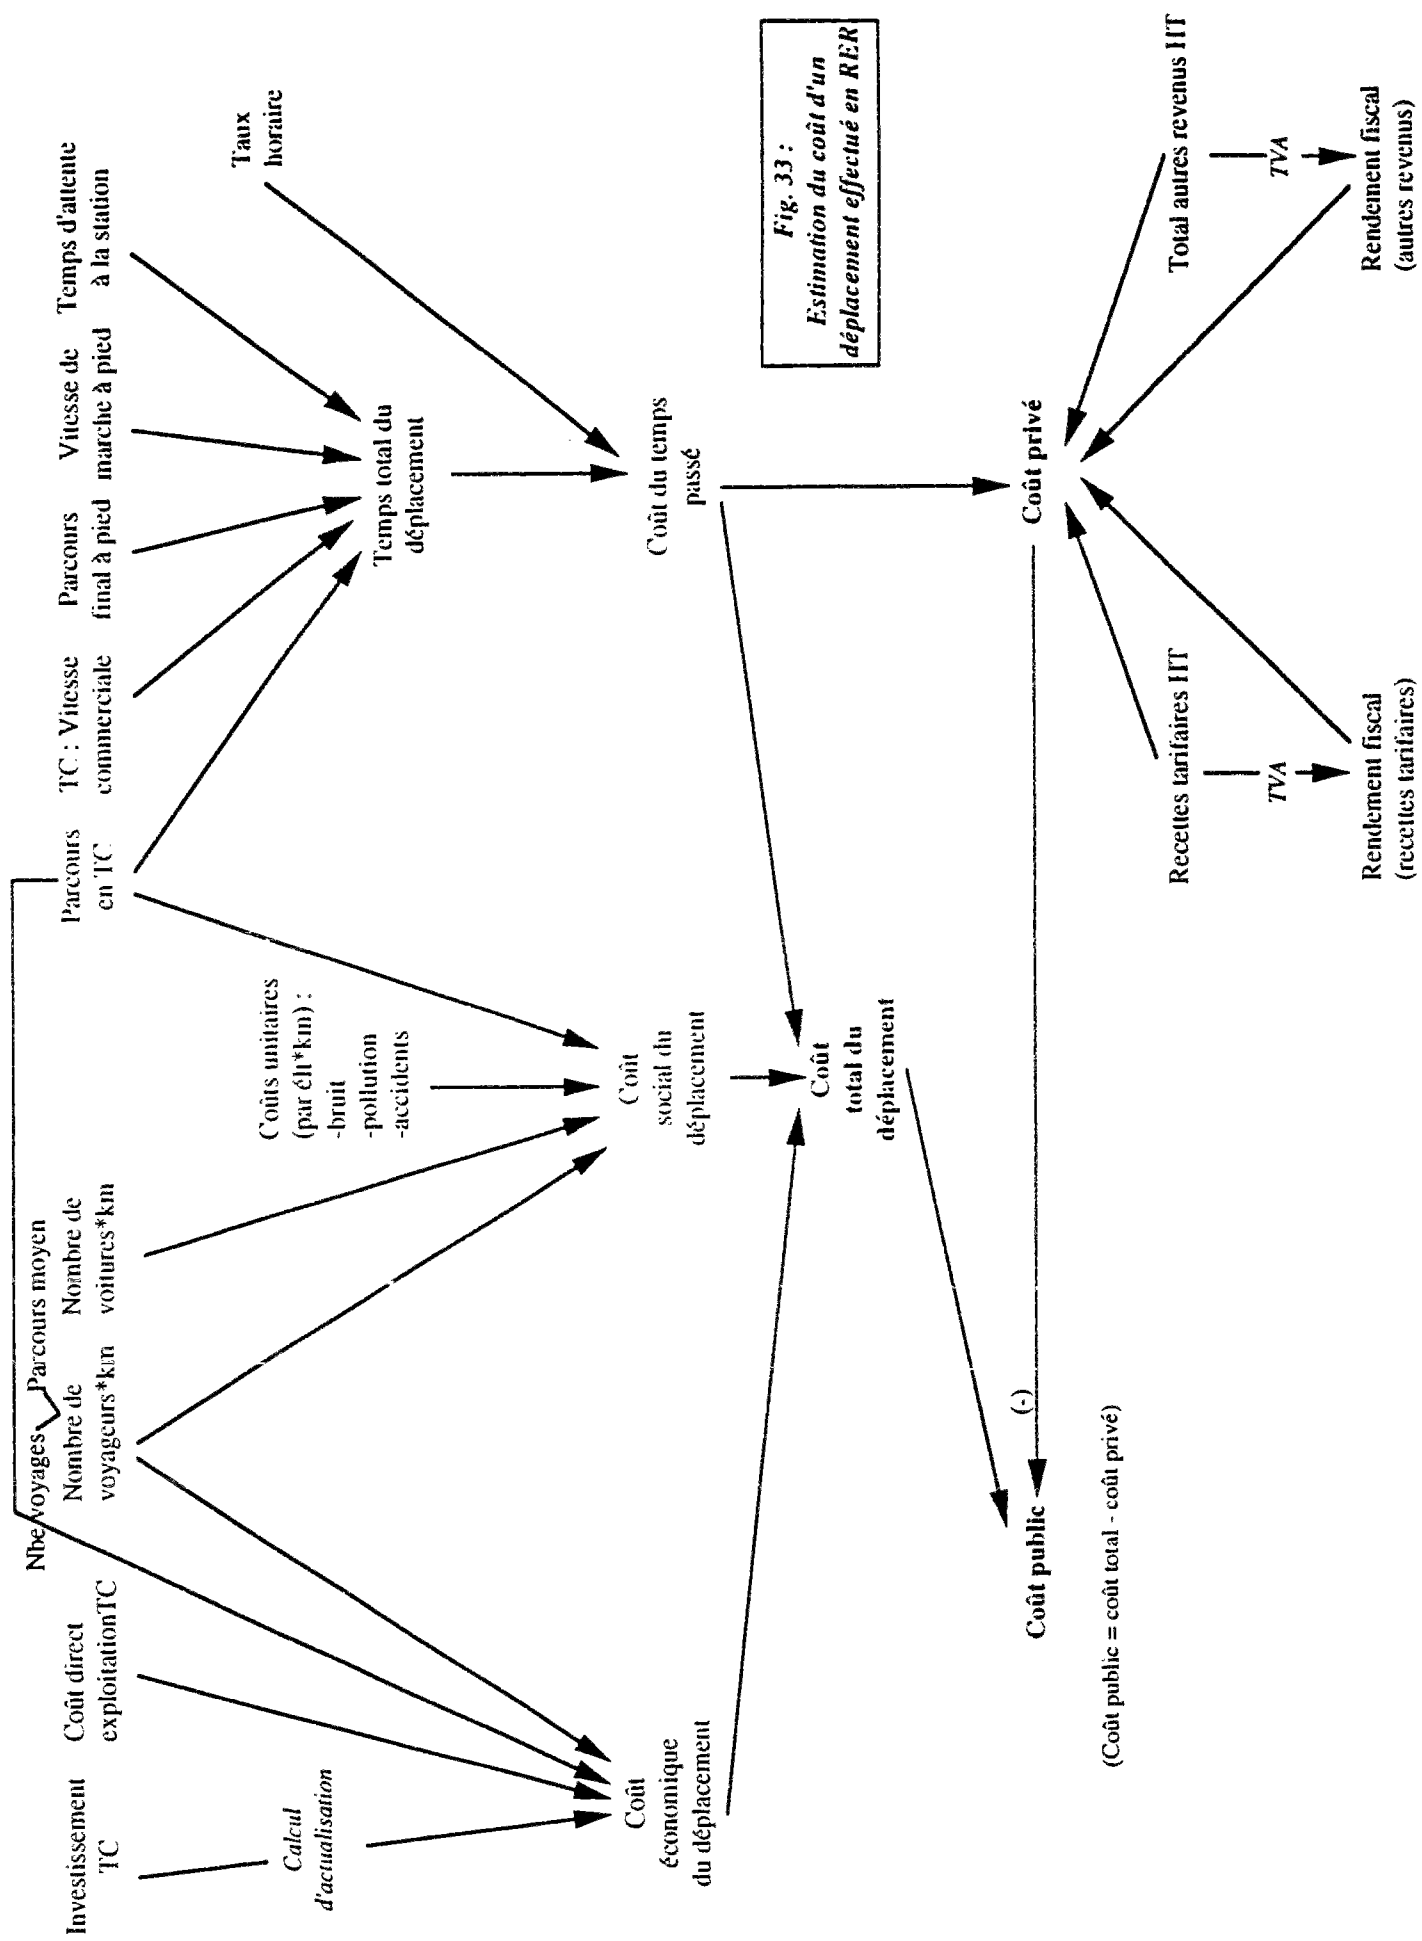 Nbe voyages
Parcours moyen
Investissement
TC
Coût direct
exploitationTC
Nombre de
voyageurs*km
Nombre de
voitures*km
Parcours
en TC
TC : Vitesse
commerciale
Parcours
final à pied
Vitesse de
marche à pied
Temps d'attente
à la station
Taux
horaire
Calcul
d'actualisation
Coûts unitaires
(par élt*km) :
-bruit
-pollution
-accidents
Temps total du
déplacement
Coût
économique
du déplacement
Coût
social du
déplacement
Coût du temps
passé
Fig. 33 :
Estimation du coût d'un
déplacement effectué en RER
Coût
total du
déplacement
(-)
Coût public
Coût privé
(Coût public = coût total - coût privé)
Recettes tarifaires HT
TVA
Rendement fiscal
(recettes tarifaires)
Total autres revenus HT
TVA
Rendement fiscal
(autres revenus)